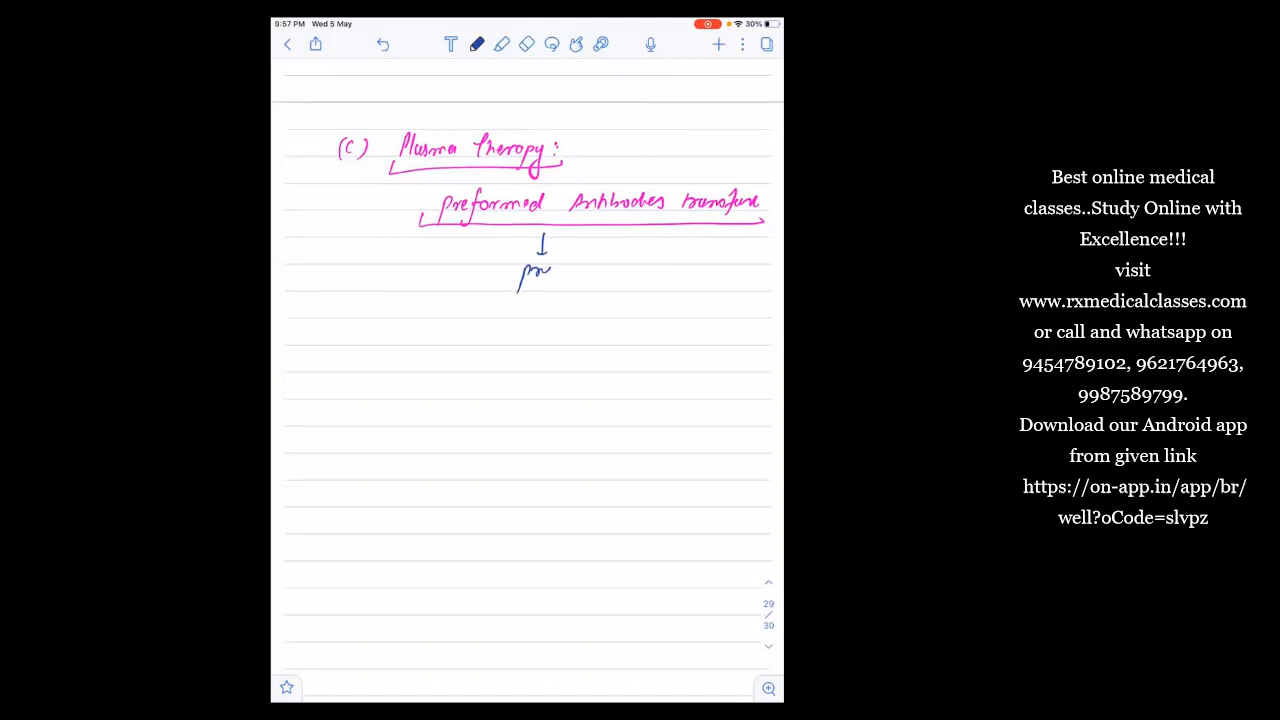 9:57 PM Wed 5 May
30%
(C) Plasma Therapy:
preformed Antibodies transfer
29
30
Best online medical
classes..Study Online with
Excellence!!!
visit
www.rxmedicalclasses.com
or call and whatsapp on
9454789102, 9621764963,
9987589799.
Download our Android app
from given link
https://on-app.in/app/br/
well?oCode=slvpz